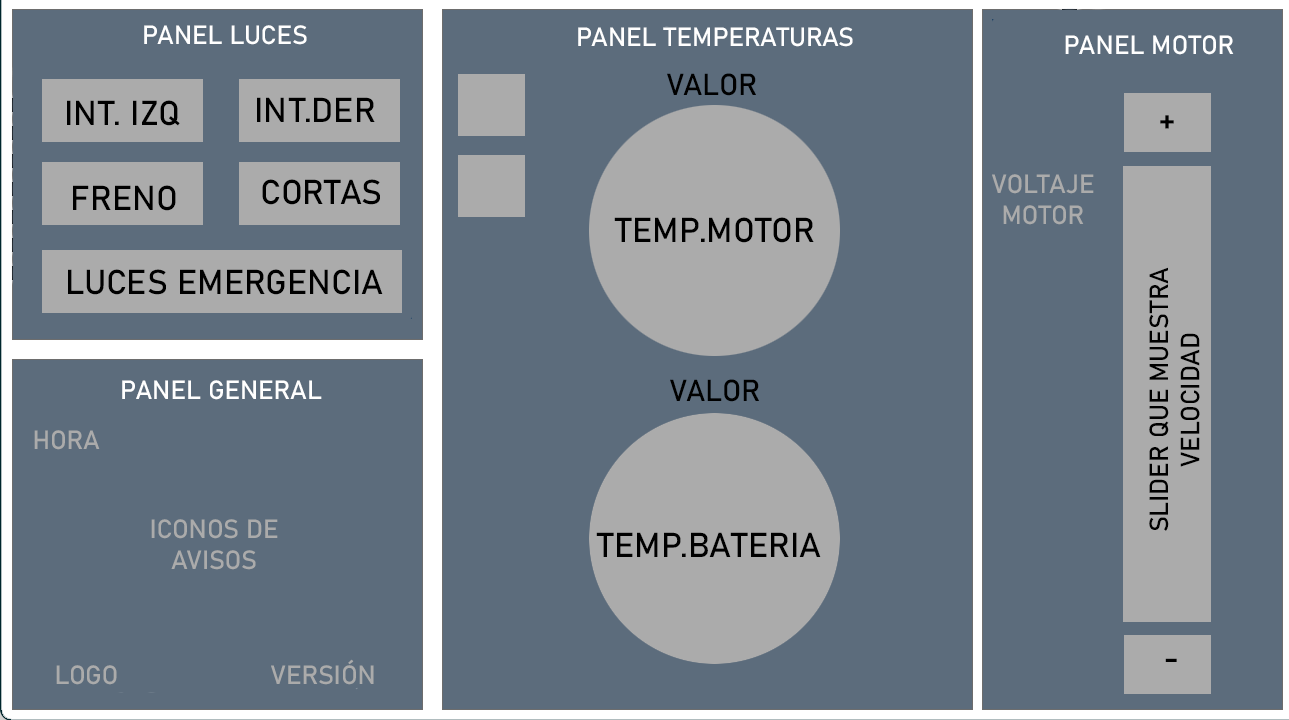 PANEL LUCES
INT. IZQ
INT.DER
FRENO
CORTAS
LUCES EMERGENCIA
PANEL GENERAL
HORA
ICONOS DE
AVISOS
LOGO
VERSIÓN
PANEL TEMPERATURAS
VALOR
TEMP.MOTOR
VALOR
TEMP.BATERIA
PANEL MOTOR
+
VOLTAJE
MOTOR
SLIDER QUE MUESTRA
VELOCIDAD
-